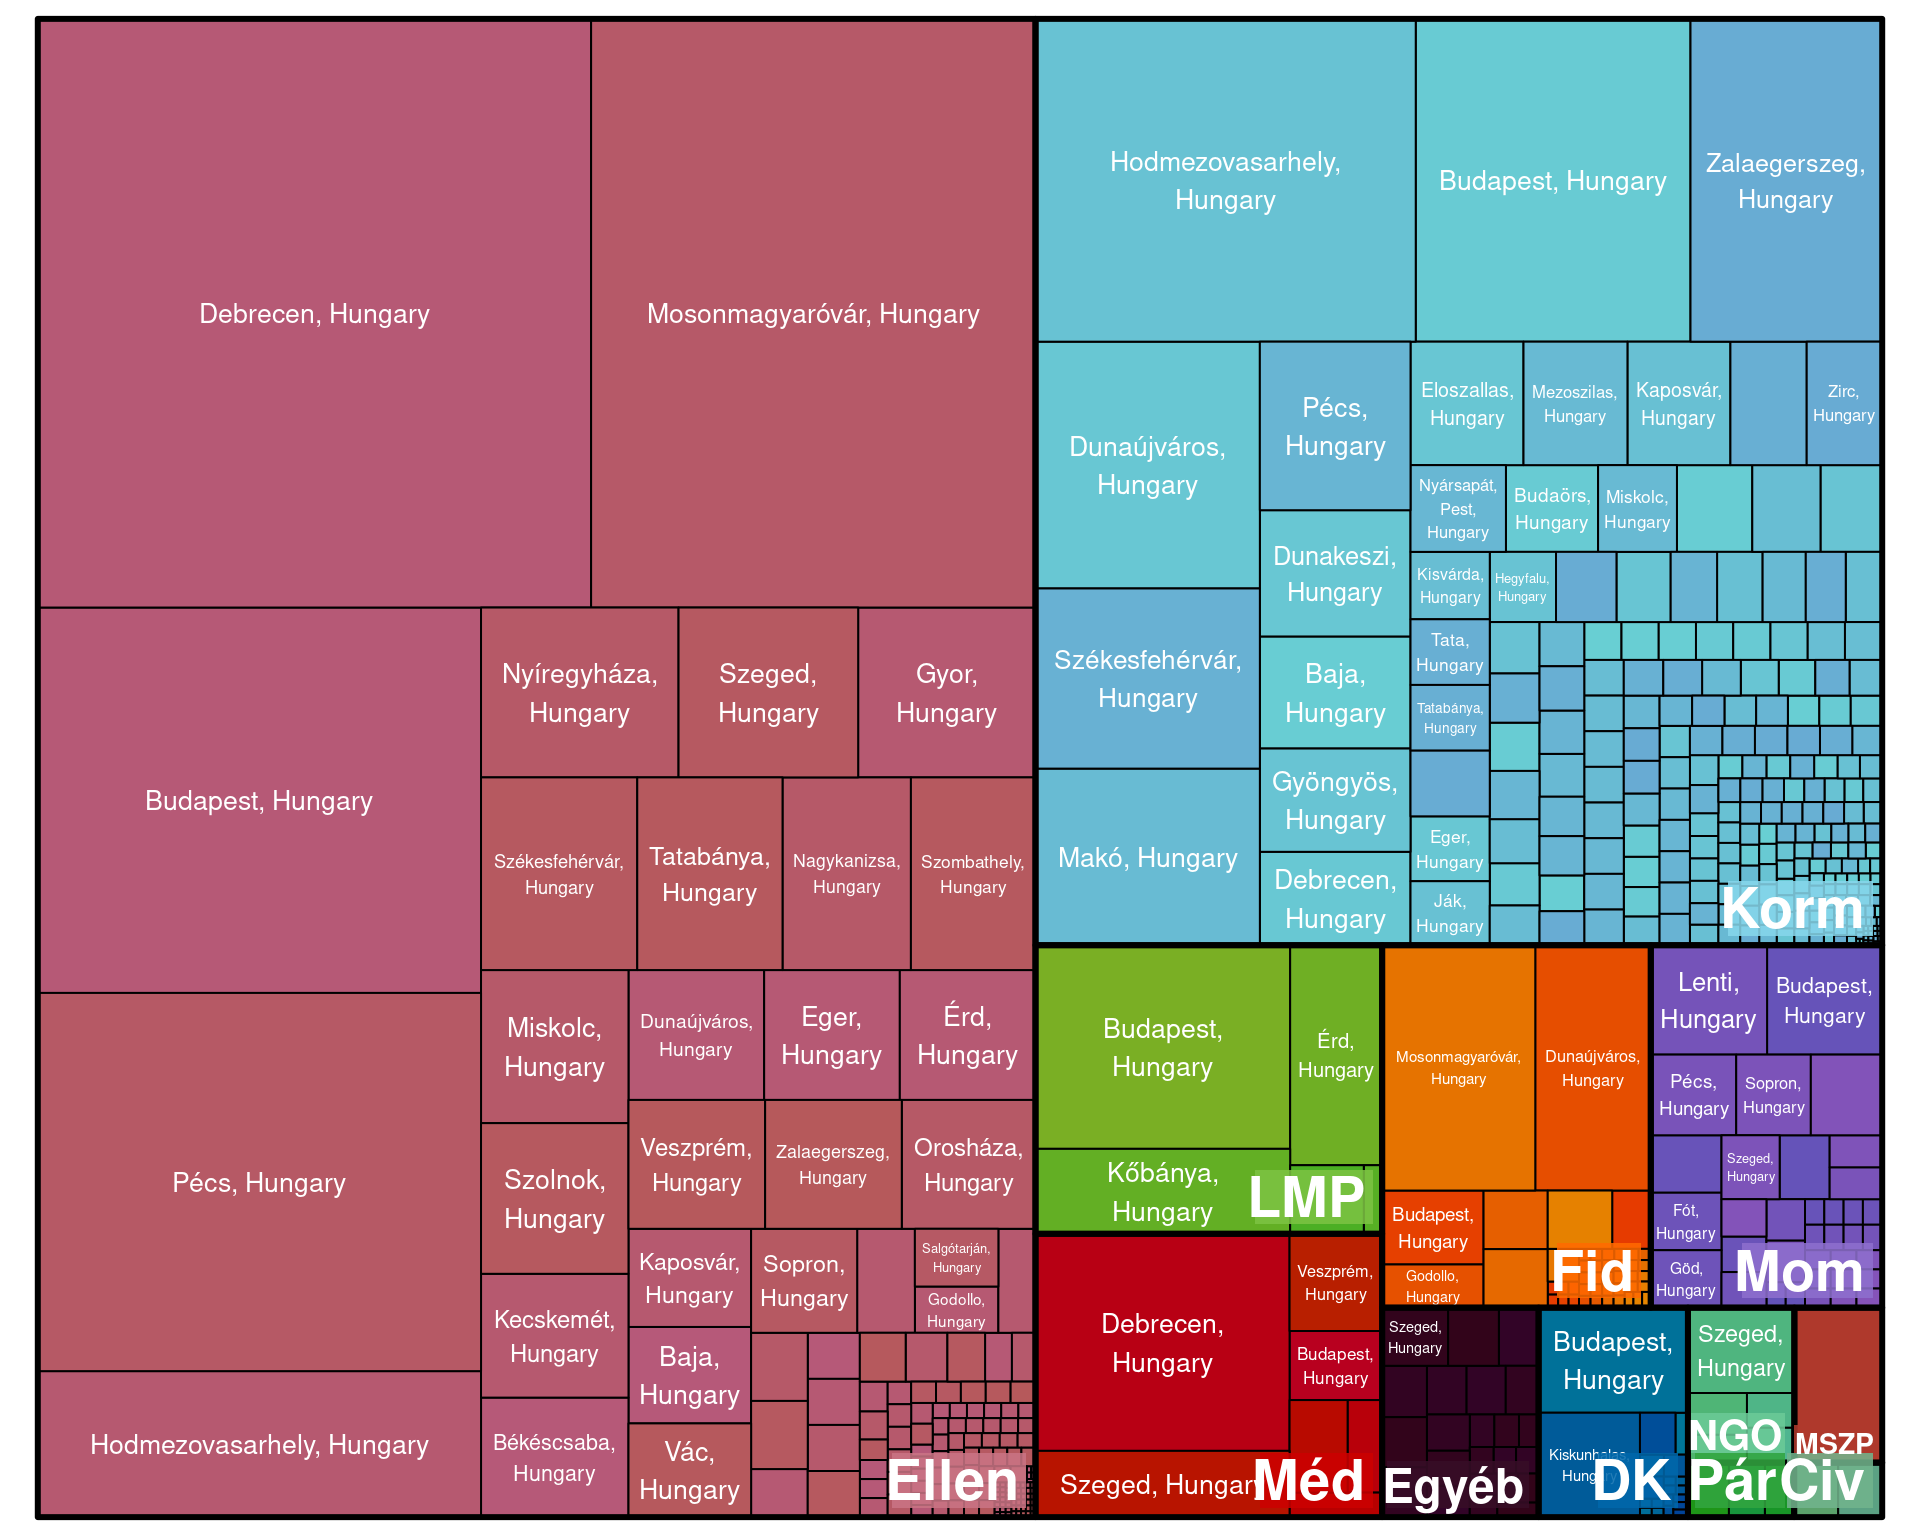 Debrecen, Hungary
Mosonmagyaróvár, Hungary
Budapest, Hungary
Nyíregyháza,
Hungary
Szeged,
Hungary
Gyor,
Hungary
Székesfehérvár,
Hungary
Tatabánya,
Hungary
Nagykanizsa,
Hungary
Szombathely,
Hungary
Pécs, Hungary
Miskolc,
Hungary
Dunaújváros,
Hungary
Eger,
Hungary
Érd,
Hungary
Szolnok,
Hungary
Veszprém,
Hungary
Zalaegerszeg,
Hungary
Orosháza,
Hungary
Kecskemét,
Hungary
Kaposvár,
Hungary
Sopron,
Hungary
Salgótarján,
Hungary
Godollo,
Hungary
Hodmezovasarhely, Hungary
Békéscsaba,
Hungary
Baja,
Hungary
Vác,
Hungary
Ellen
Hodmezovasarhely,
Hungary
Budapest, Hungary
Zalaegerszeg,
Hungary
Dunaújváros,
Hungary
Pécs,
Hungary
Eloszallas,
Hungary
Mezoszilas,
Hungary
Kaposvár,
Hungary
Zirc,
Hungary
Nyársapát,
Pest,
Hungary
Budaörs,
Hungary
Miskolc,
Hungary
Dunakeszi,
Hungary
Kisvárda,
Hungary
Hegyfalu,
Hungary
Székesfehérvár,
Hungary
Baja,
Hungary
Tata,
Hungary
Tatabánya,
Hungary
Makó, Hungary
Gyöngyös,
Hungary
Eger,
Hungary
Debrecen,
Hungary
Ják,
Hungary
Korm
Budapest,
Hungary
Érd,
Hungary
Kőbánya,
Hungary
LMP
Mosonmagyaróvár,
Hungary
Dunaújváros,
Hungary
Budapest,
Hungary
Godollo,
Hungary
Fid
Lenti,
Hungary
Budapest,
Hungary
Pécs,
Hungary
Sopron,
Hungary
Szeged,
Hungary
Fót,
Hungary
Göd,
Hungary
Mom
Debrecen,
Hungary
Veszprém,
Hungary
Budapest,
Hungary
Szeged, Hungary
Méd
Szeged,
Hungary
Egyéb
Budapest,
Hungary
Kiskunhalas,
Hungary
DK
Szeged,
Hungary
NGO
MSZP
Pár
Civ